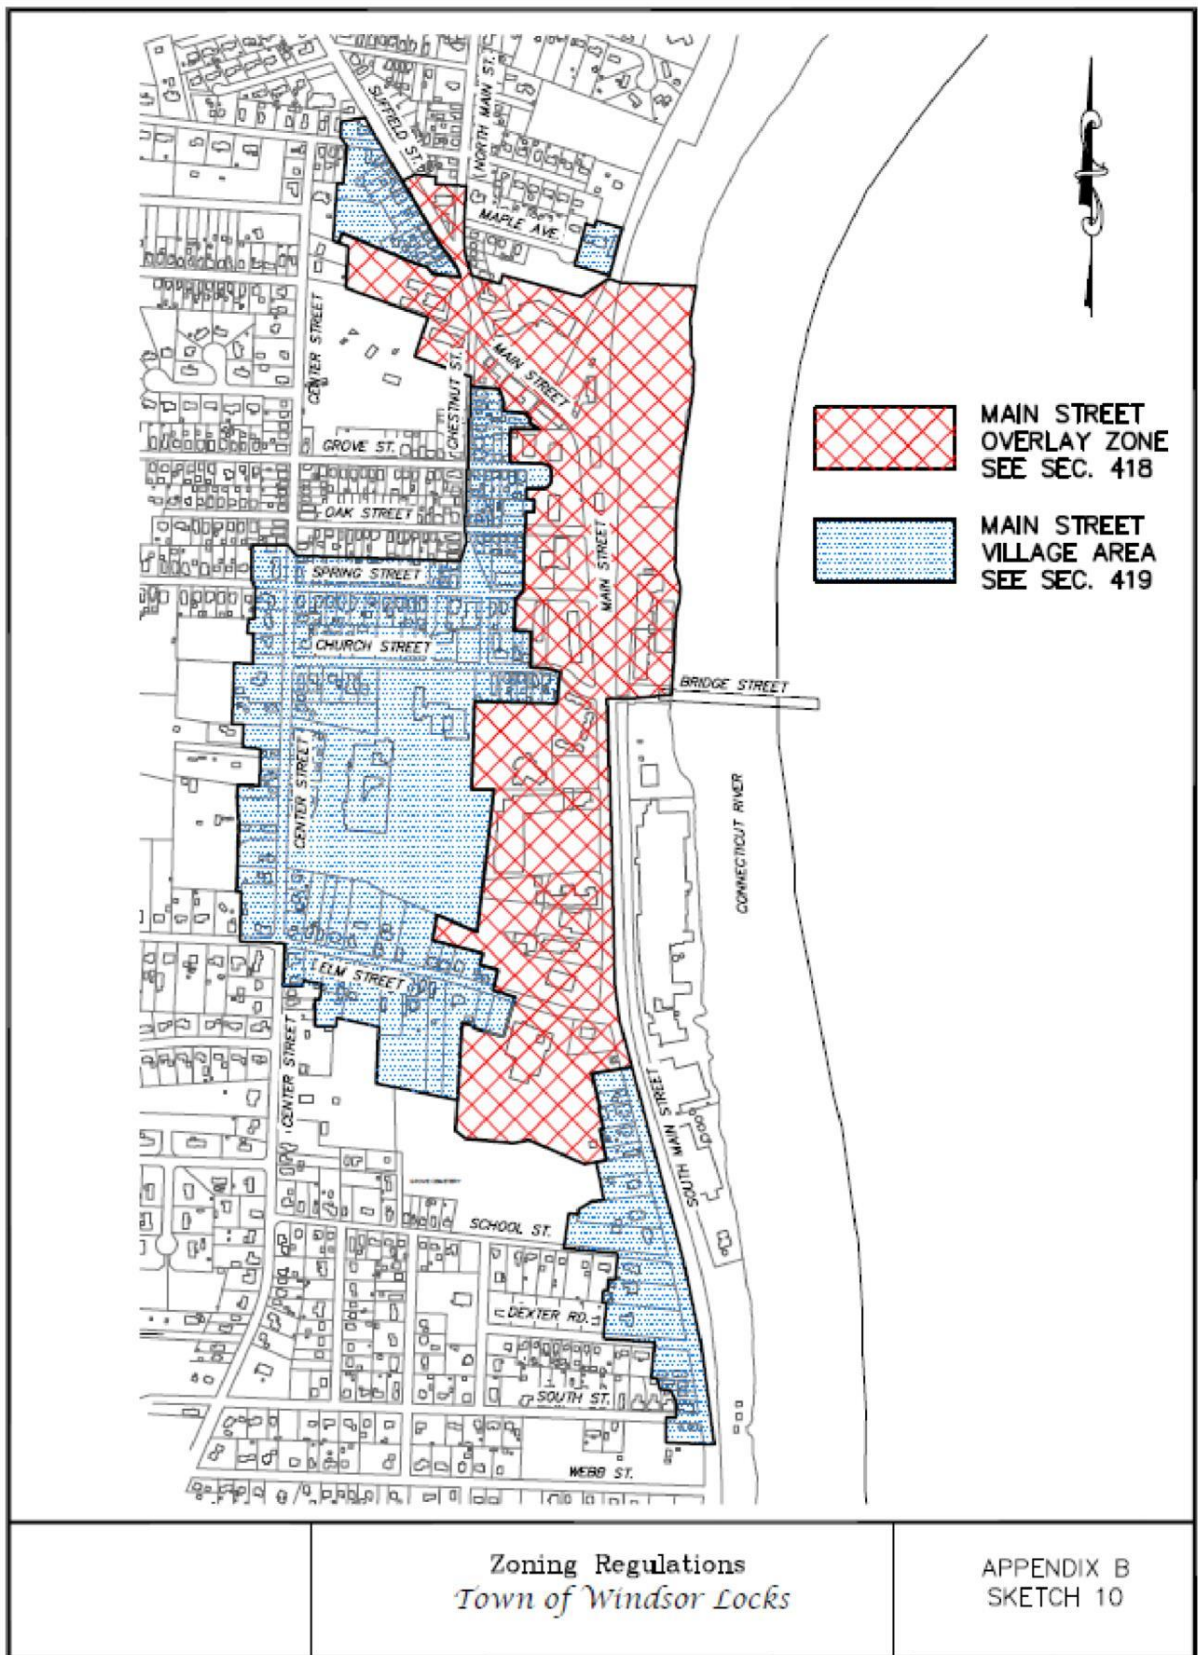 SUFFIELD ST.
NORTH MAIN ST.
MAPLE AVE.
CENTER STREET
MAIN STREET
CHESTNUT ST.
GROVE ST.
OAK STREET
MAIN STREET
SPRING STREET
CHURCH STREET
BRIDGE STREET
CENTER STREET
CONNECTICUT RIVER
ELM STREET
CENTER STREET
SOUTH MAIN STREET
SCHOOL ST.
DEXTER RD.
SOUTH ST.
WEBB ST.
MAIN STREET
OVERLAY ZONE
SEE SEC. 418
MAIN STREET
VILLAGE AREA
SEE SEC. 419
Zoning Regulations
Town of Windsor Locks
APPENDIX B
SKETCH 10